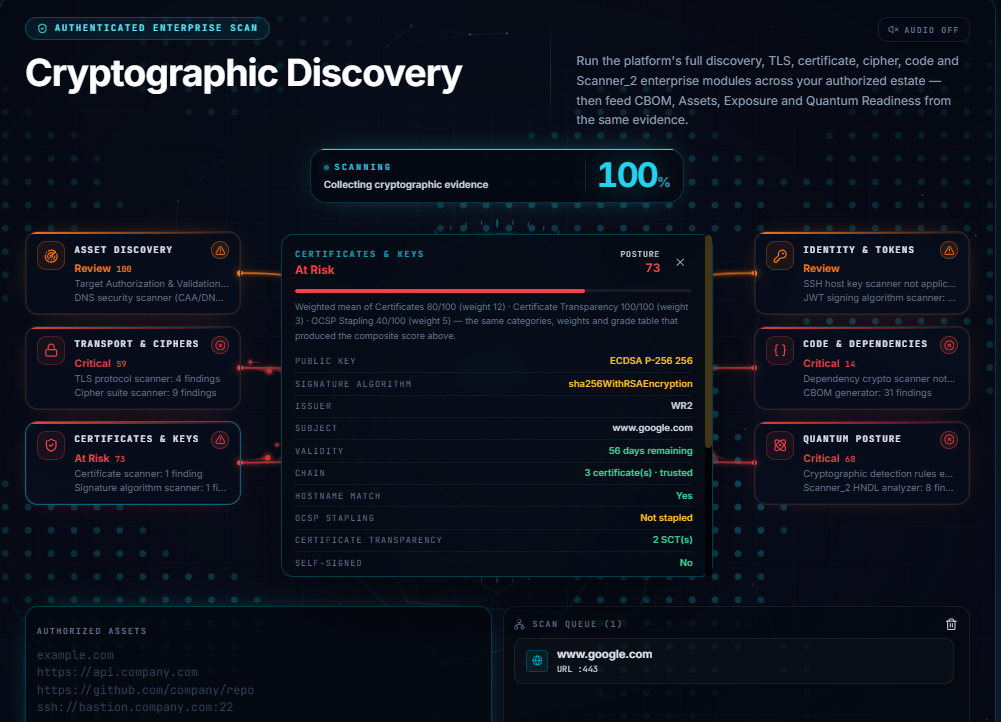 AUTHENTICATED ENTERPRISE SCAN
AUDIO OFF
Cryptographic Discovery
Run the platform's full discovery, TLS, certificate, cipher, code and
Scanner_2 enterprise modules across your authorized estate —
then feed CBOM, Assets, Exposure and Quantum Readiness from
the same evidence.
SCANNING
Collecting cryptographic evidence
100%
ASSET DISCOVERY
Review 100
Target Authorization & Validation...
DNS security scanner (CAA/DN...
TRANSPORT & CIPHERS
Critical 59
TLS protocol scanner: 4 findings
Cipher suite scanner: 9 findings
CERTIFICATES & KEYS
At Risk 73
Certificate scanner: 1 finding
Signature algorithm scanner: 1 fi...
CERTIFICATES & KEYS
At Risk
POSTURE
73
Weighted mean of Certificates 80/100 (weight 12) · Certificate Transparency 100/100 (weight
3) · OCSP Stapling 40/100 (weight 5) — the same categories, weights and grade table that
produced the composite score above.
PUBLIC KEY ECDSA P-256 256
SIGNATURE ALGORITHM sha256WithRSAEncryption
ISSUER WR2
SUBJECT www.google.com
VALIDITY 56 days remaining
CHAIN 3 certificate(s) · trusted
HOSTNAME MATCH Yes
OCSP STAPLING Not stapled
CERTIFICATE TRANSPARENCY 2 SCT(s)
SELF-SIGNED No
IDENTITY & TOKENS
Review
SSH host key scanner not applic...
JWT signing algorithm scanner: ...
CODE & DEPENDENCIES
Critical 14
Dependency crypto scanner not...
CBOM generator: 31 findings
QUANTUM POSTURE
Critical 68
Cryptographic detection rules e...
Scanner_2 HNDL analyzer: 8 fin...
AUTHORIZED ASSETS
example.com
https://api.company.com
https://github.com/company/repo
ssh://bastion.company.com:22
SCAN QUEUE (1)
www.google.com
URL :443